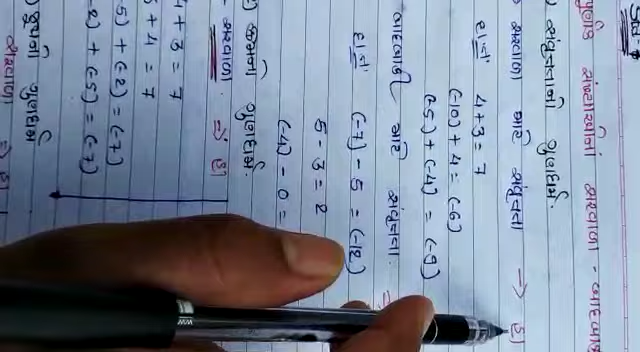 પૂર્ણાંક સંખ્યાઓનાં સરવાળા - બાદબાકી
સંવૃતતાનો ગુણધર્મ.
સરવાળા માટે સંવૃતતા → હા
દા.ત. 4 + 3 = 7
(-10) + 4 = (-6)
(-5) + (-4) = (-9)
બાદબાકી માટે સંવૃતતા
દા.ત. (-7) - 5 = (-12)
5 - 3 = 2
(-4) - 0 =
ક્રમનો ગુણધર્મ.
સરવાળા ⇒ હા
4 + 3 = 7
+ 4 = 7
-5) + (-2) = (-7)
-2) + (-5) = (-7)
જૂથનો ગુણધર્મ
સરવાળા ⇒ હા